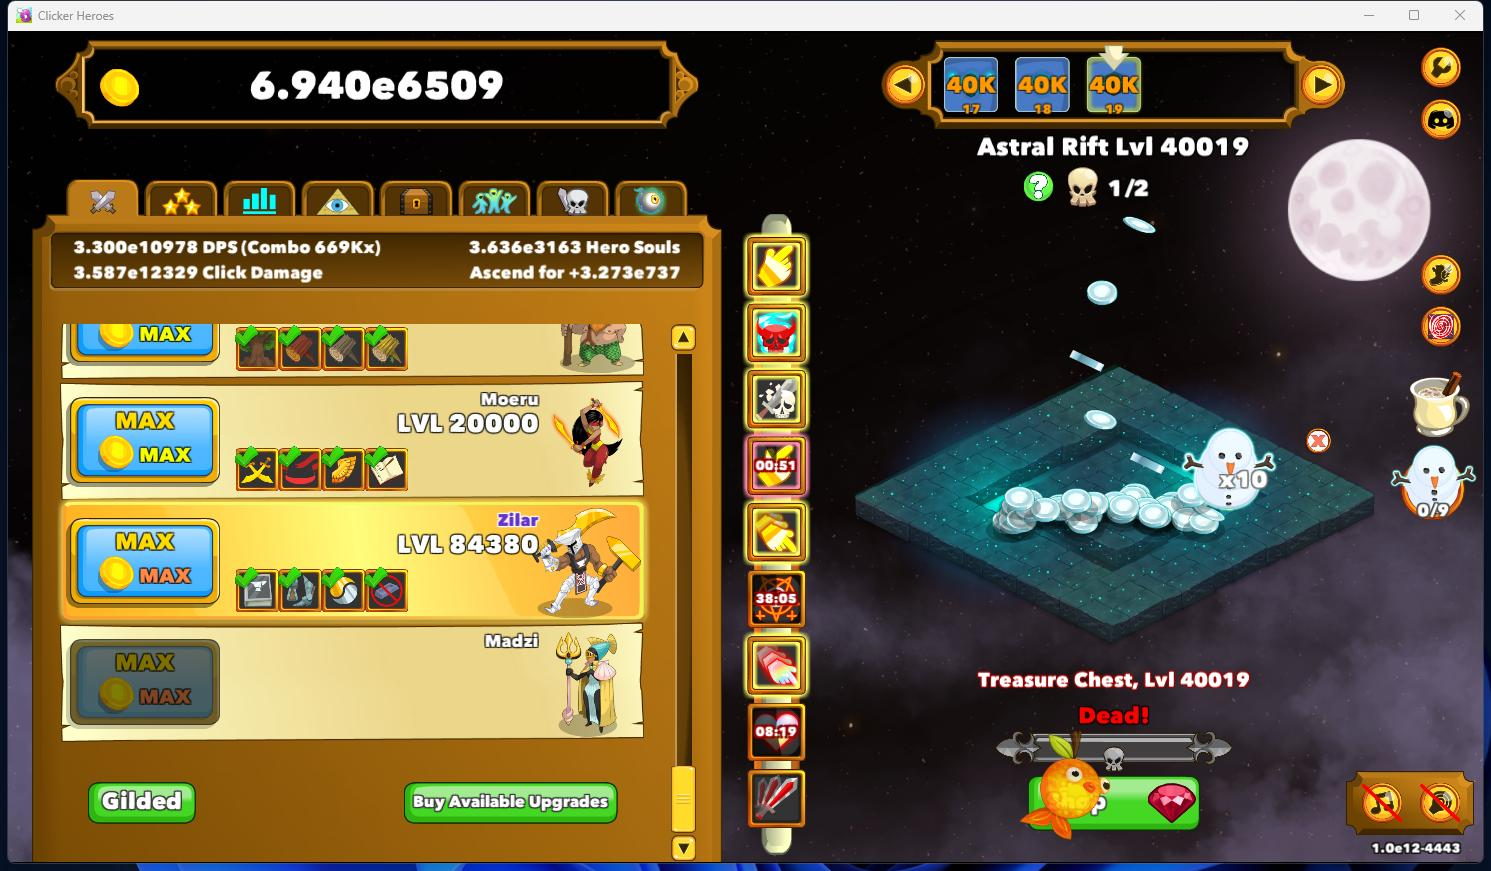 Clicker Heroes
6.940e6509
40K
17
40K
18
40K
19
Astral Rift Lvl 40019
? 1/2
3.300e10978 DPS (Combo 669Kx)
3.636e3163 Hero Souls
3.587e12329 Click Damage
Ascend for +3.273e737
MAX
Moeru
LVL 20000
MAX
MAX
Zilar
LVL 84380
MAX
MAX
Madzi
MAX
MAX
Gilded
Buy Available Upgrades
00:51
38:05
08:19
x10
0/9
Treasure Chest, Lvl 40019
Dead!
Shop
1.0e12-4443